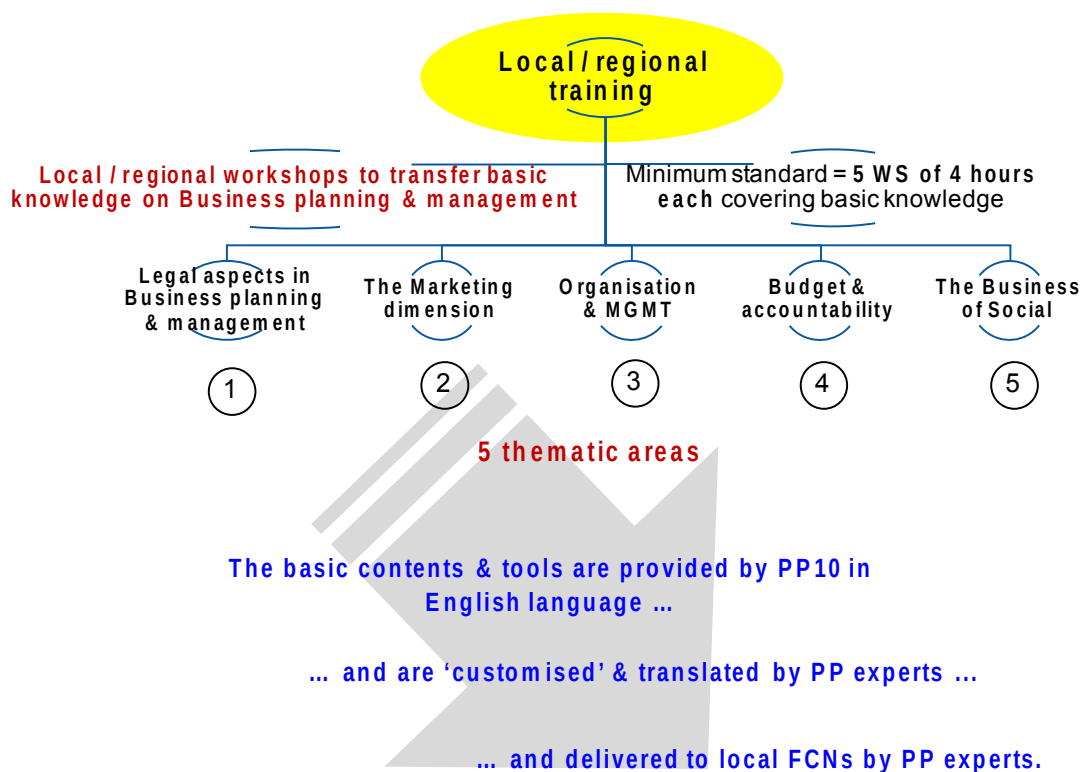 Local / regional
training
Local / regional workshops to transfer basic
knowledge on Business planning & management
Minimum standard = 5 WS of 4 hours
each covering basic knowledge
Legal aspects in
Business planning
& management
The Marketing
dimension
Organisation
& MGMT
Budget &
accountability
The Business
of Social
1
2
3
4
5
5 thematic areas
The basic contents & tools are provided by PP10 in
English language ...
... and are ‘customised’ & translated by PP experts ...
... and delivered to local FCNs by PP experts.